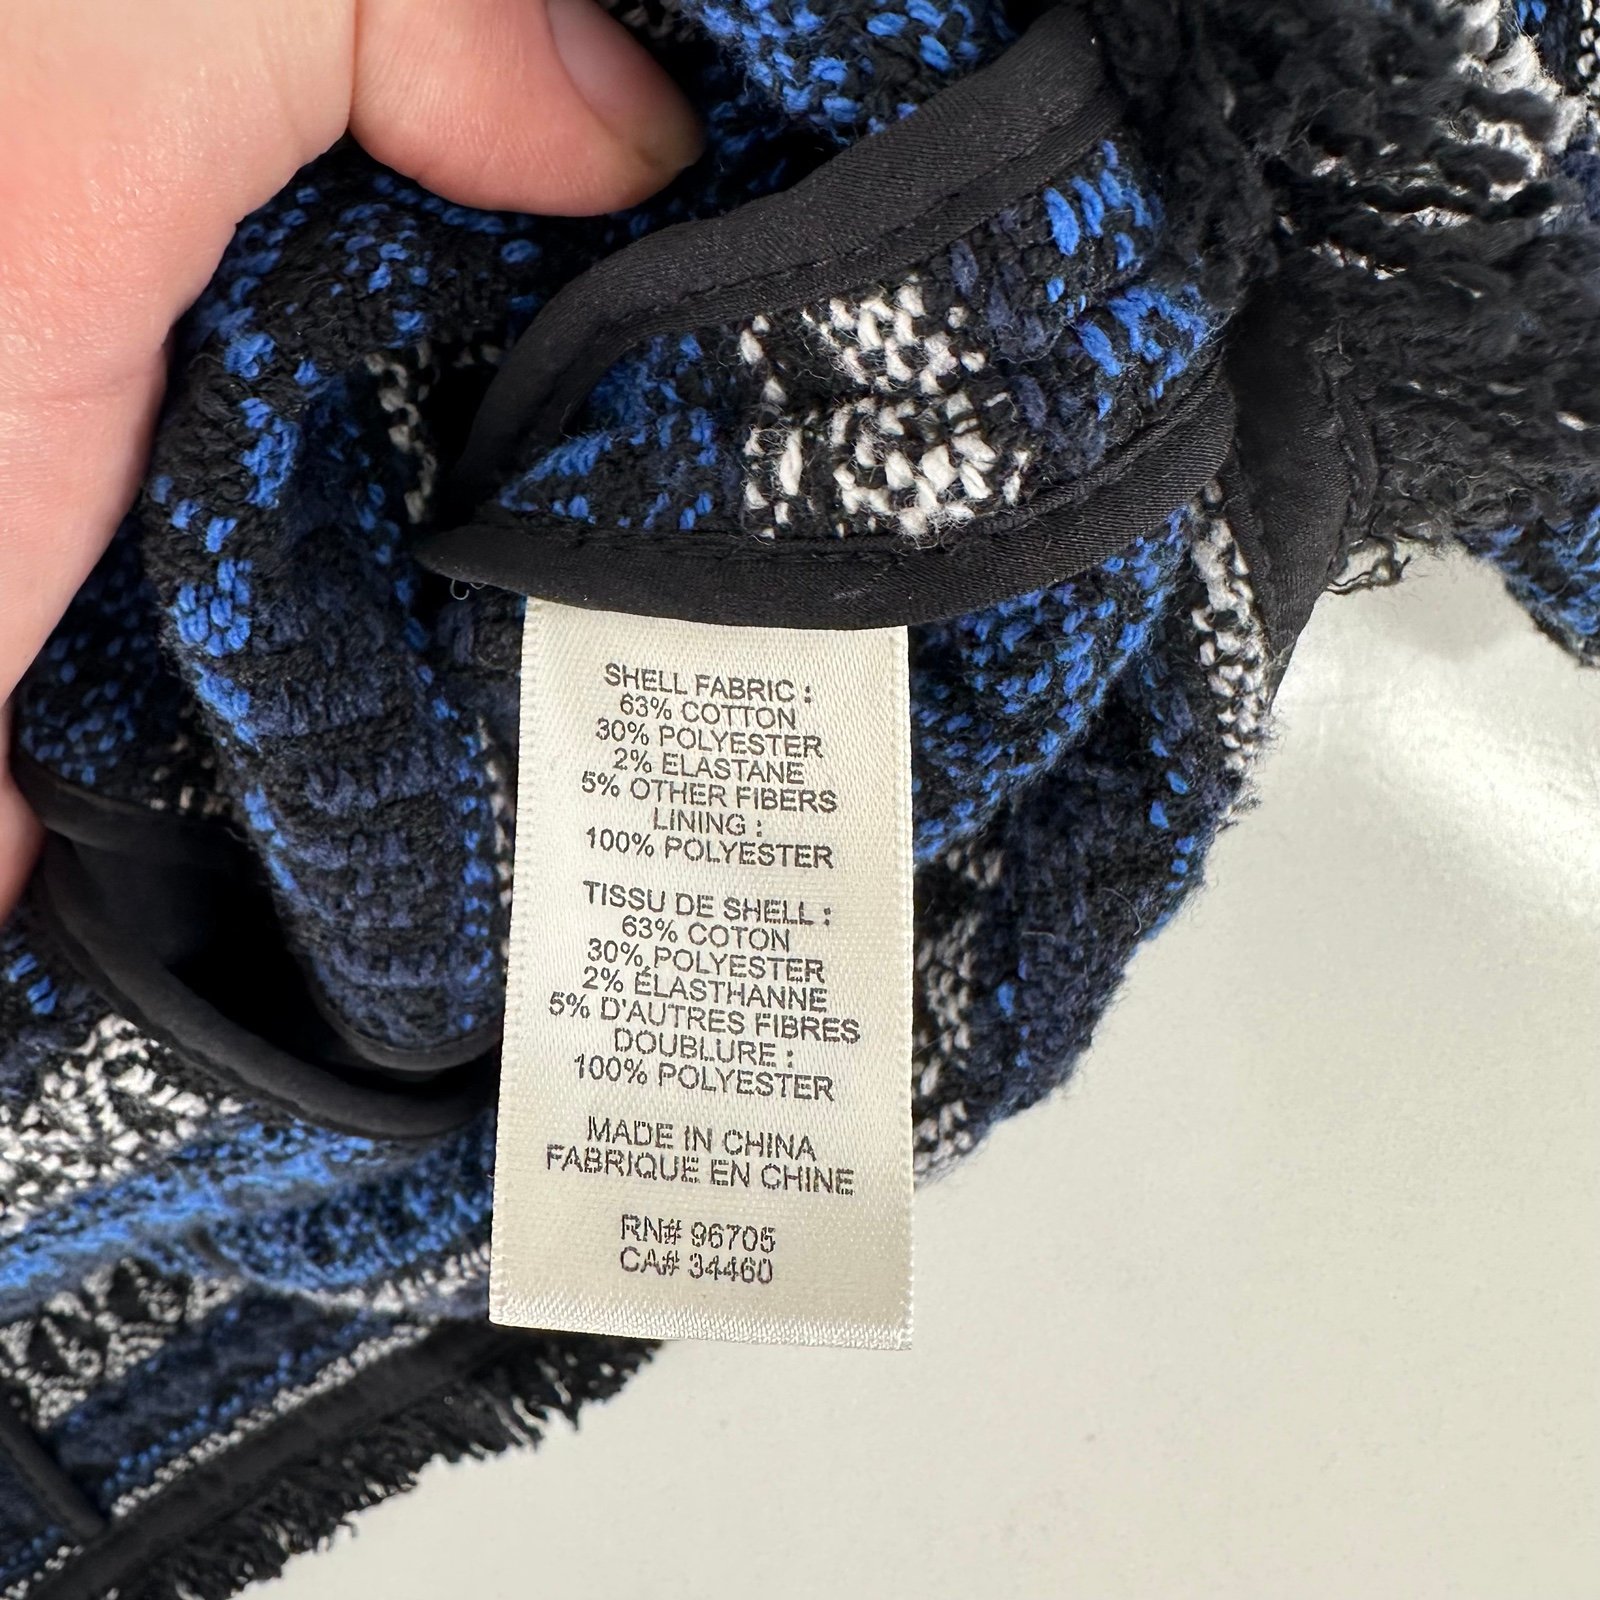 SHELL FABRIC :
63% COTTON
30% POLYESTER
2% ELASTANE
5% OTHER FIBERS
LINING :
100% POLYESTER
TISSU DE SHELL :
63% COTON
30% POLYESTER
2% ÉLASTHANNE
5% D'AUTRES FIBRES
DOUBLURE :
100% POLYESTER
MADE IN CHINA
FABRIQUE EN CHINE
RN# 96705
CA# 34460